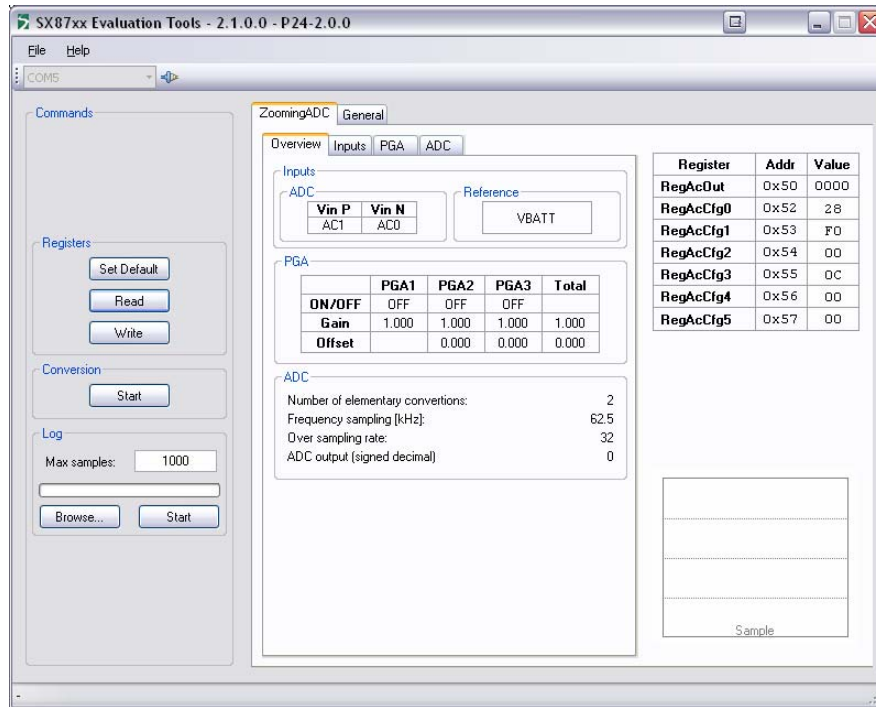 SX87xx Evaluation Tools - 2.1.0.0 - P24-2.0.0
File Help
COM5
Commands
Registers
Set Default
Read
Write
Conversion
Start
Log
Max samples: 1000
Browse... Start
ZoomingADC General
Overview Inputs PGA ADC
Inputs
ADC
Vin P Vin N
AC1 AC0
Reference
VBATT
PGA
PGA1 PGA2 PGA3 Total
ON/OFF OFF OFF OFF
Gain 1.000 1.000 1.000 1.000
Offset 0.000 0.000 0.000
ADC
Number of elementary convertions: 2
Frequency sampling [kHz]: 62.5
Over sampling rate: 32
ADC output (signed decimal) 0
Register Addr Value
RegAcOut 0x50 0000
RegAcCfg0 0x52 28
RegAcCfg1 0x53 F0
RegAcCfg2 0x54 00
RegAcCfg3 0x55 0C
RegAcCfg4 0x56 00
RegAcCfg5 0x57 00
Sample
-